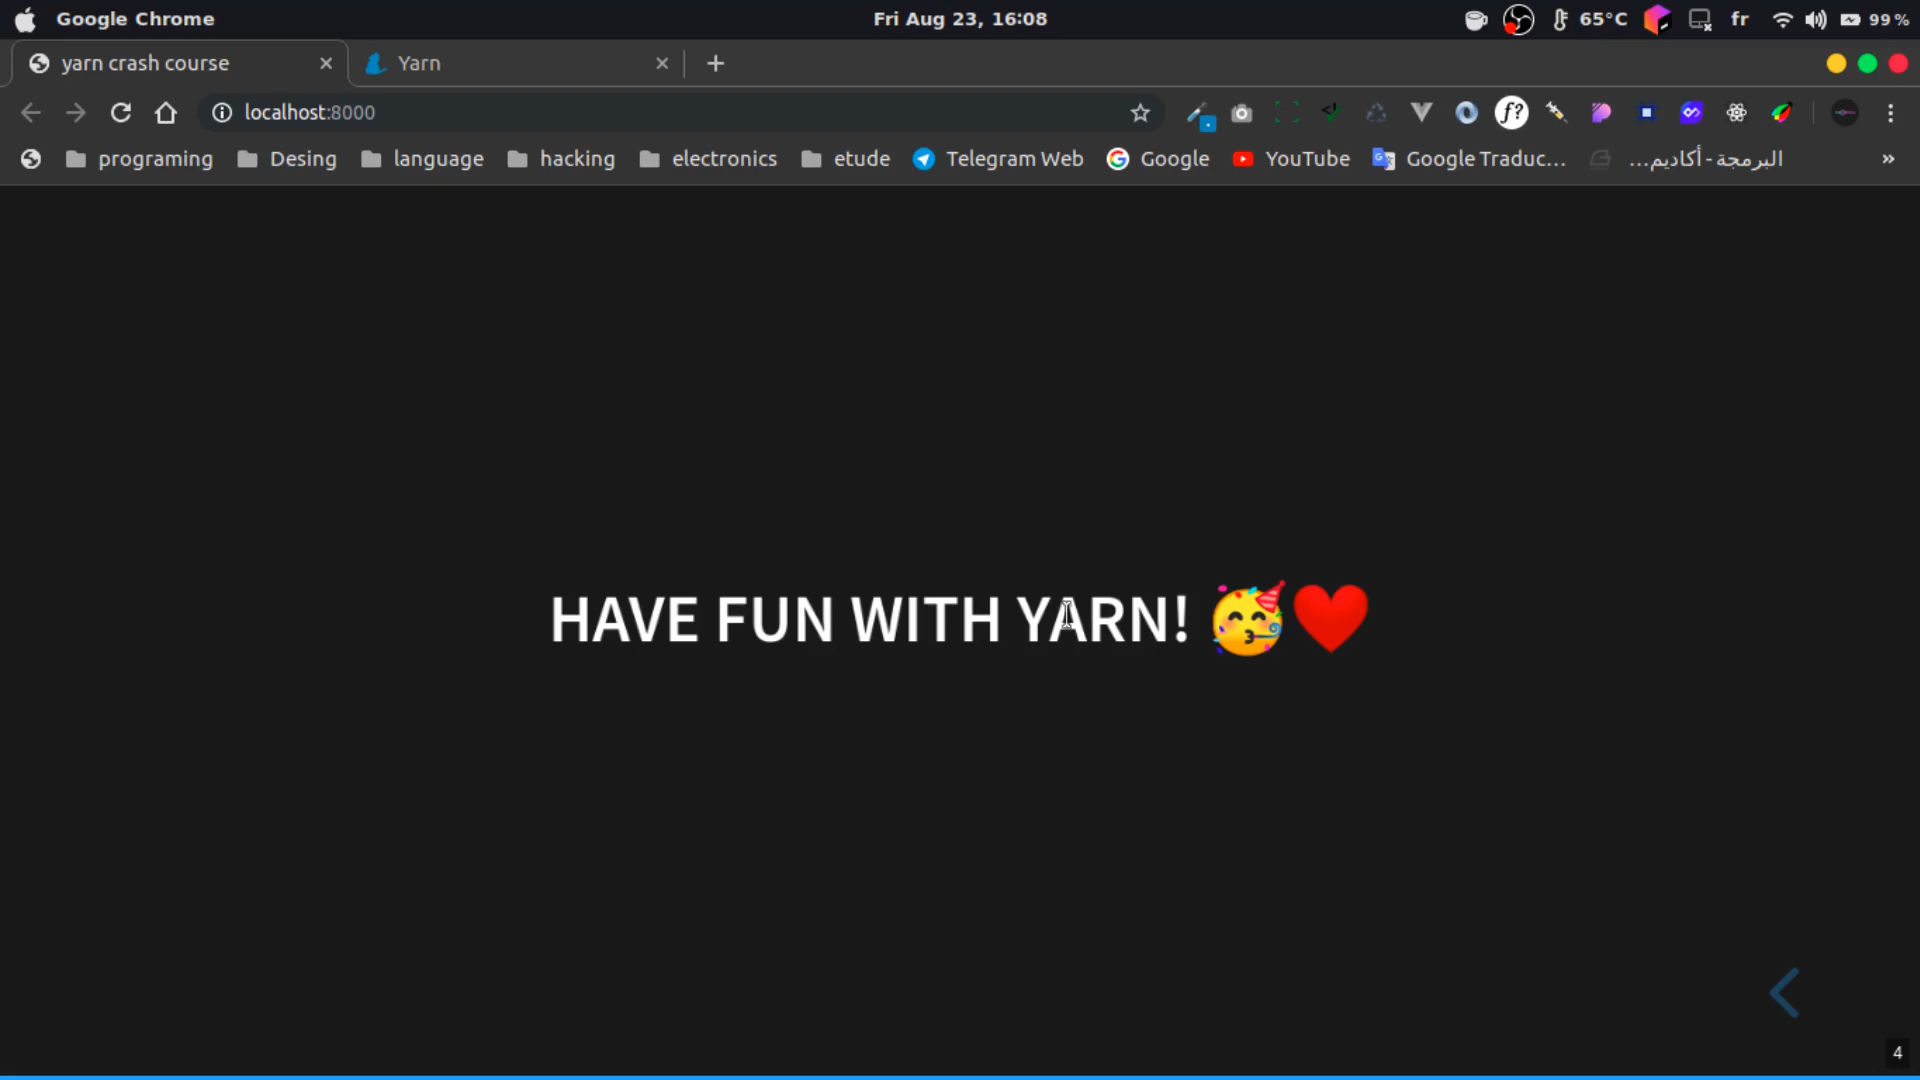 Google Chrome Fri Aug 23, 16:08 65°C fr 99%
yarn crash course Yarn
localhost:8000 f?
programing Desing language hacking electronics etude Telegram Web Google YouTube Google Traduc... البرمجة - أكاديم... »
HAVE FUN WITH YARN! 🥳❤️
4